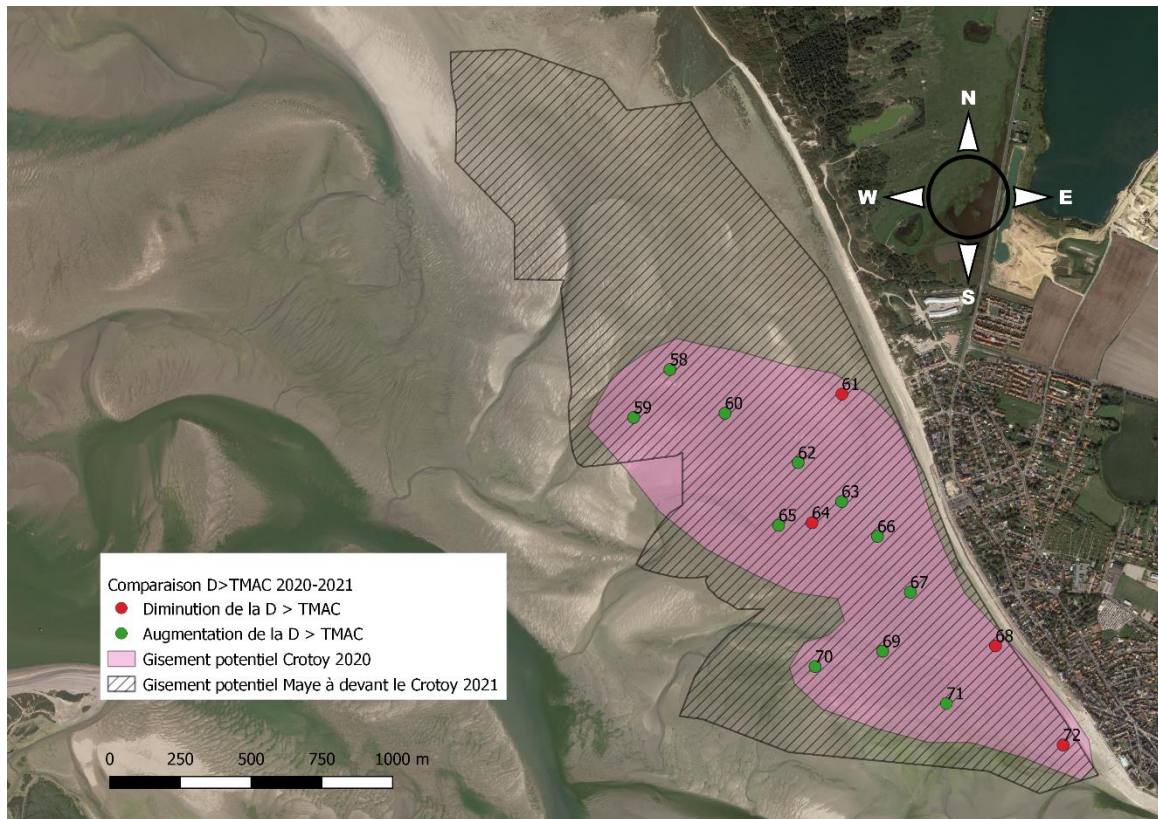 N
W
E
S
58
59
60
61
62
63
64
65
66
67
68
69
70
71
72
Comparaison D>TMAC 2020-2021
Diminution de la D > TMAC
Augmentation de la D > TMAC
Gisement potentiel Crotoy 2020
Gisement potentiel Maye à devant le Crotoy 2021
0 250 500 750 1000 m